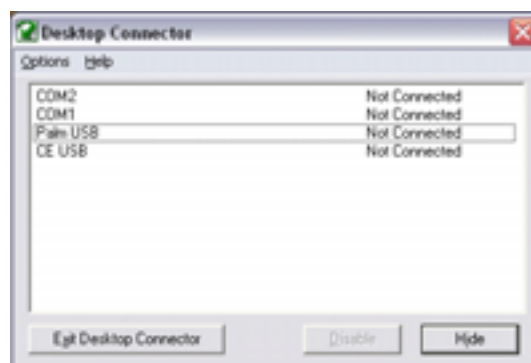 Desktop Connector
Options Help
COM2 Not Connected
COM1 Not Connected
Palm USB Not Connected
CE USB Not Connected
Exit Desktop Connector Disable Hide